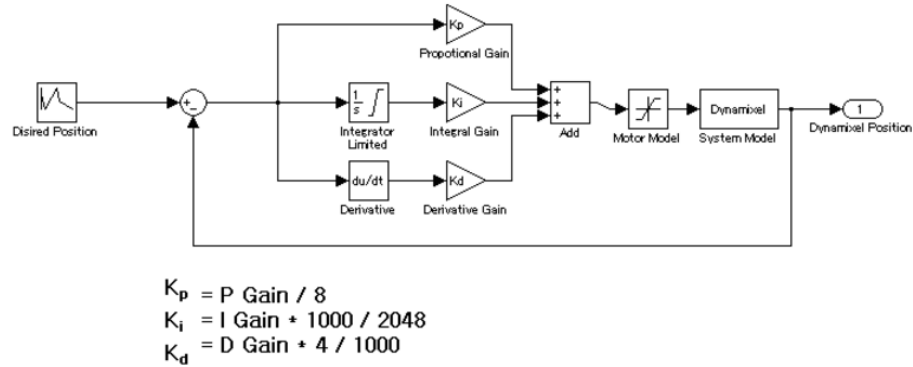 Kp
Propotional Gain
Disired Position
+
-
1
s
Integrator
Limited
Ki
Integral Gain
du/dt
Derivative
Kd
Derivative Gain
+
+
+
Add
Motor Model
Dynamixel
System Model
1
Dynamixel Position
Kp = P Gain / 8
Ki = I Gain * 1000 / 2048
Kd = D Gain * 4 / 1000